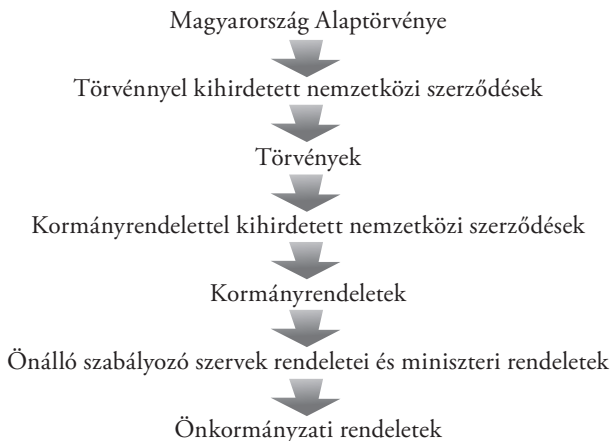 Magyarország Alaptörvénye
Törvénnyel kihirdetett nemzetközi szerződések
Törvények
Kormányrendelettel kihirdetett nemzetközi szerződések
Kormányrendeletek
Önálló szabályozó szervek rendeletei és miniszteri rendeletek
Önkormányzati rendeletek